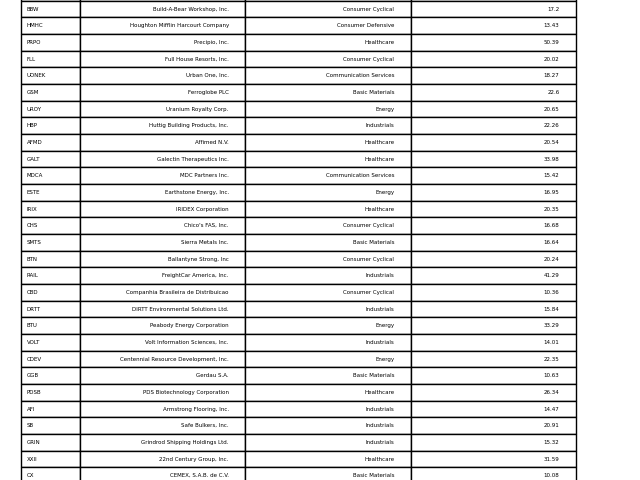 BBW Build-A-Bear Workshop, Inc. Consumer Cyclical 17.2
HMHC Houghton Mifflin Harcourt Company Consumer Defensive 13.43
PRPO Precipio, Inc. Healthcare 50.39
FLL Full House Resorts, Inc. Consumer Cyclical 20.02
UONEK Urban One, Inc. Communication Services 18.27
GSM Ferroglobe PLC Basic Materials 22.6
UROY Uranium Royalty Corp. Energy 20.65
HBP Huttig Building Products, Inc. Industrials 22.26
AFMD Affimed N.V. Healthcare 20.54
GALT Galectin Therapeutics Inc. Healthcare 33.98
MDCA MDC Partners Inc. Communication Services 15.42
ESTE Earthstone Energy, Inc. Energy 16.95
IRIX IRIDEX Corporation Healthcare 20.35
CHS Chico's FAS, Inc. Consumer Cyclical 16.68
SMTS Sierra Metals Inc. Basic Materials 16.64
BTN Ballantyne Strong, Inc Consumer Cyclical 20.24
RAIL FreightCar America, Inc. Industrials 41.29
CBD Companhia Brasileira de Distribuicao Consumer Cyclical 10.36
DRTT DIRTT Environmental Solutions Ltd. Industrials 15.84
BTU Peabody Energy Corporation Energy 33.29
VOLT Volt Information Sciences, Inc. Industrials 14.01
CDEV Centennial Resource Development, Inc. Energy 22.35
GGB Gerdau S.A. Basic Materials 10.63
PDSB PDS Biotechnology Corporation Healthcare 26.34
AFI Armstrong Flooring, Inc. Industrials 14.47
SB Safe Bulkers, Inc. Industrials 20.91
GRIN Grindrod Shipping Holdings Ltd. Industrials 15.32
XXII 22nd Century Group, Inc. Healthcare 31.59
CX CEMEX, S.A.B. de C.V. Basic Materials 10.08